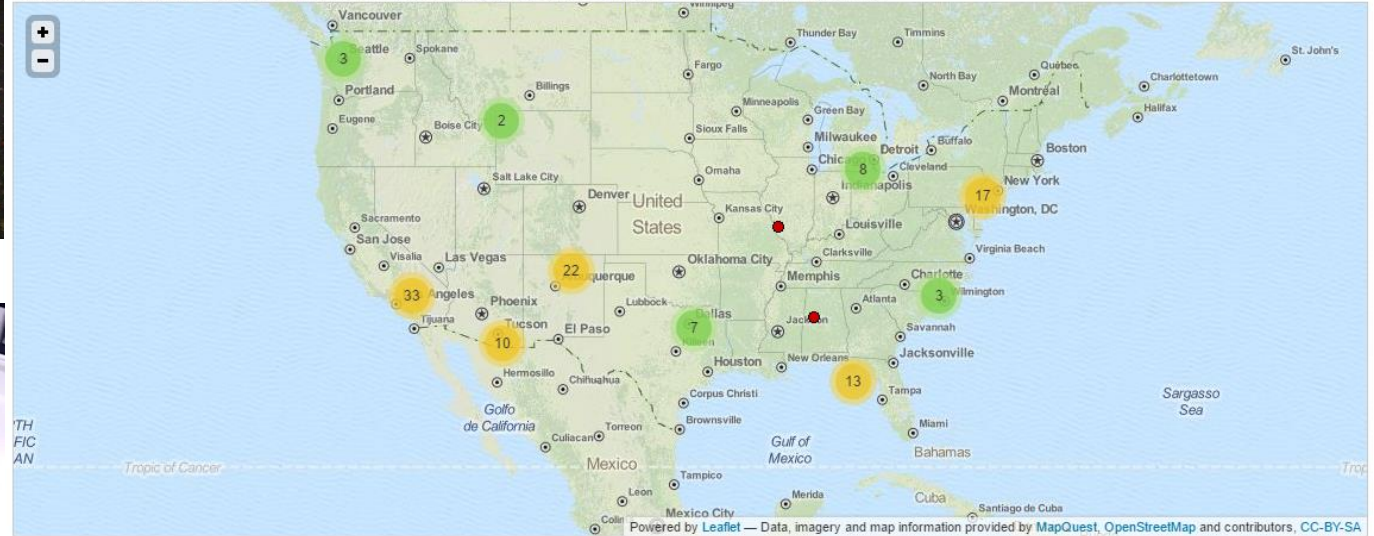 Winnipeg
Vancouver
Thunder Bay
Timmins
St. John's
3
Seattle
Spokane
Fargo
North Bay
Québec
Charlottetown
Portland
Billings
Montréal
Minneapolis
Green Bay
Halifax
Eugene
Boise City
2
Sioux Falls
Milwaukee
Detroit
Buffalo
Boston
Omaha
8
Cleveland
Salt Lake City
Indianapolis
New York
Denver
United
States
Kansas City
17
Washington, DC
Sacramento
Louisville
San Jose
Virginia Beach
Visalia
Las Vegas
Oklahoma City
Clarksville
22
Memphis
Charlotte
33
Angeles
Phoenix
Lubbock
Atlanta
3
Wilmington
Tijuana
Tucson
El Paso
7
Dallas
Jackson
Savannah
10
Killeen
Houston
New Orleans
Jacksonville
Hermosillo
Chihuahua
13
Tampa
Corpus Christi
Sargasso
Sea
Golfo
de California
Torreon
Brownsville
Miami
Culiacan
Gulf of
Mexico
Bahamas
Tropic of Cancer
Mexico
Tampico
Leon
Merida
Cuba
Santiago de Cuba
Mexico City
Powered by Leaflet — Data, imagery and map information provided by MapQuest, OpenStreetMap and contributors, CC-BY-SA